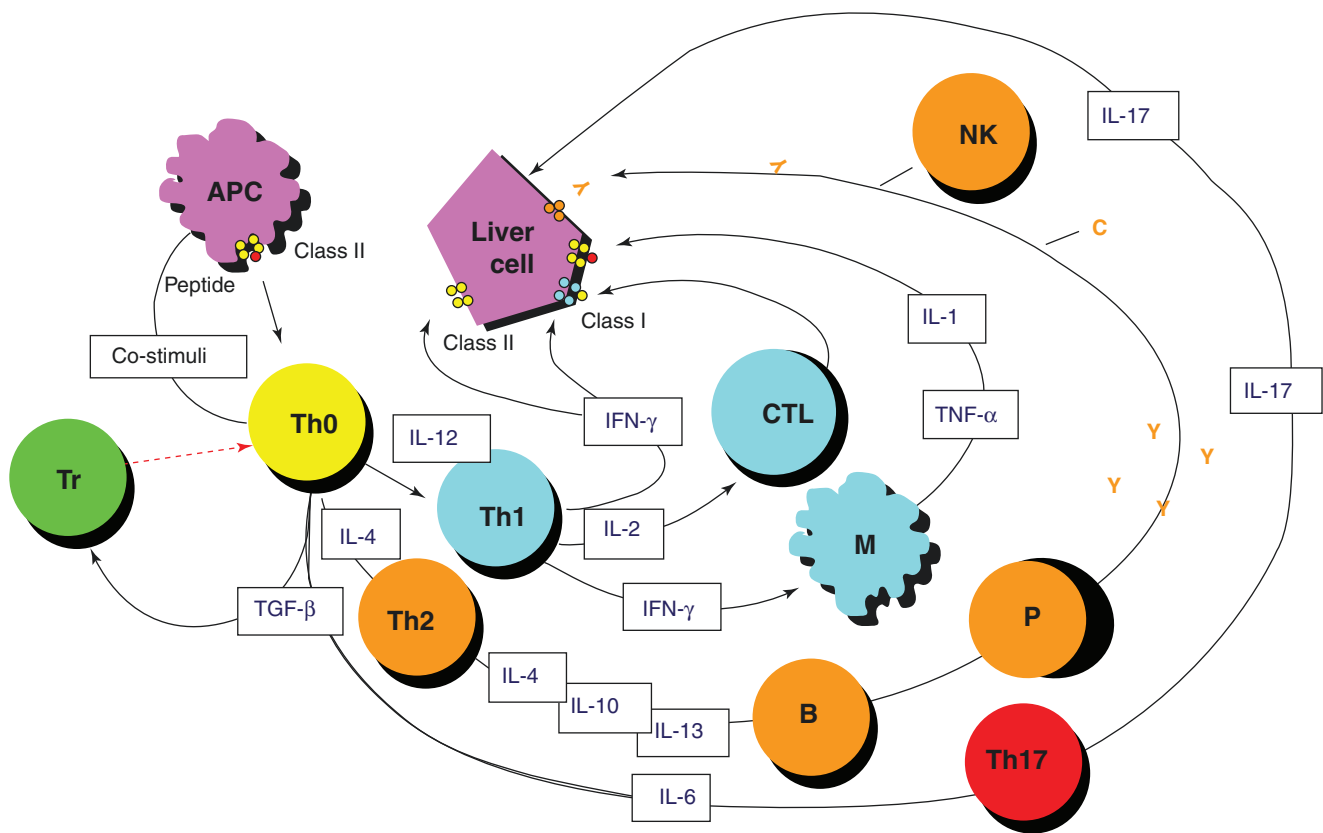 IL-17
NK
APC
C
Liver
cell
Class II
Peptide
IL-1
Class I
Class II
Co-stimuli
IL-17
Th0
IFN-γ
CTL
TNF-α
IL-12
Y
Y
Y
Y
Y
Y
Tr
Th1
IL-2
IL-4
M
TGF-β
IFN-γ
Th2
P
IL-4
IL-10
IL-13
B
Th17
IL-6